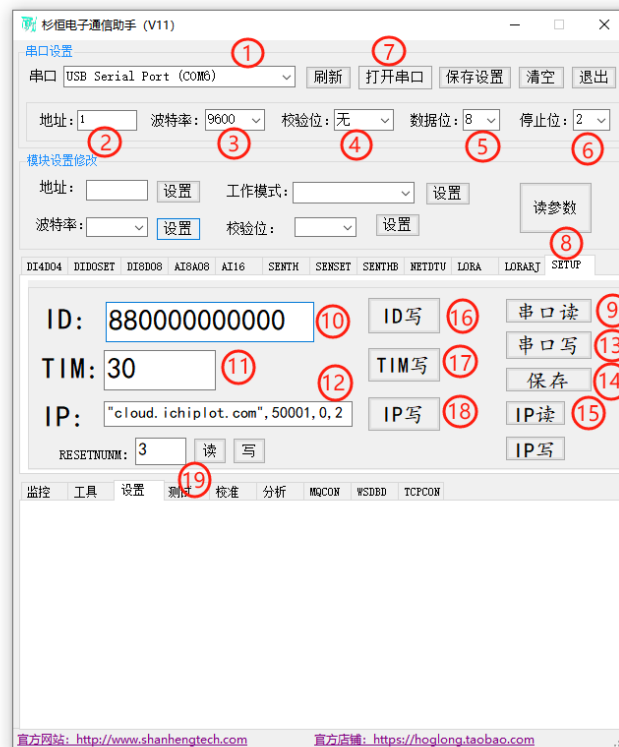 杉恒电子通信助手（V11）
①
⑦
串口设置
串口 USB Serial Port (COM6) 刷新 打开串口 保存设置 清空 退出
地址: 1 波特率: 9600 校验位: 无 数据位: 8 停止位: 2
② ③ ④ ⑤ ⑥
模块设置修改
地址: 设置 工作模式: 设置 读参数
波特率: 设置 校验位: 设置
⑧
DI4DO4 DIDOSET DI8DO8 AI8AO8 AI16 SENTH SENSET SENTHB NETDTU LORA LORARJ SETUP
ID: 880000000000 ⑩ ID写 ⑯ 串口读 ⑨
串口写 ⑬
TIM: 30 ⑪ TIM写 ⑰ 保存 ⑭
⑫
IP: "cloud.ichiplot.com",50001,0,2 IP写 ⑱ IP读 ⑮
RESETNUNM: 3 读 写 IP写
⑲
监控 工具 设置 测试 校准 分析 MQCON WSDBD TCPCON
官方网站: http://www.shanhengtech.com 官方店铺: https://hoglong.taobao.com